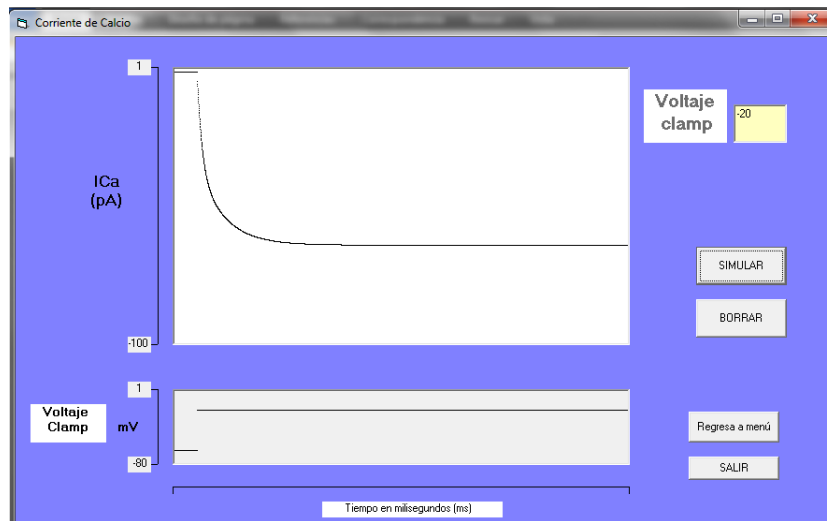 Corriente de Calcio
1
Voltaje
clamp
-20
ICa
(pA)
SIMULAR
BORRAR
-100
1
Voltaje
Clamp
mV
-80
Regresa a menú
SALIR
Tiempo en milisegundos (ms)